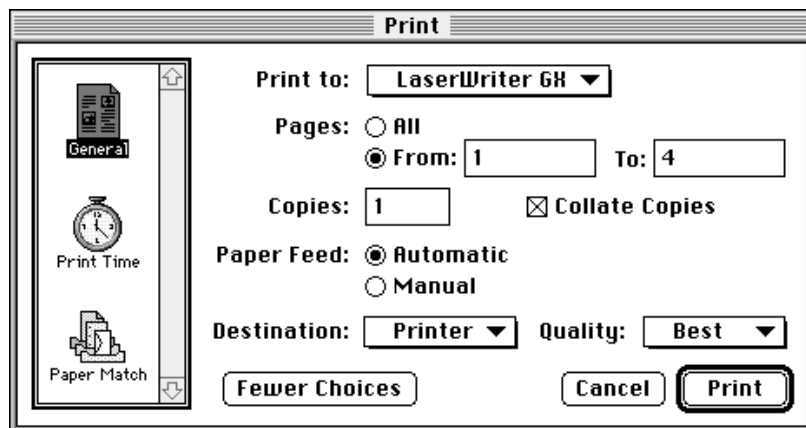 Print
General
Print Time
Paper Match
Print to: LaserWriter GX
Pages: All
From: 1 To: 4
Copies: 1 Collate Copies
Paper Feed: Automatic
Manual
Destination: Printer Quality: Best
Fewer Choices Cancel Print